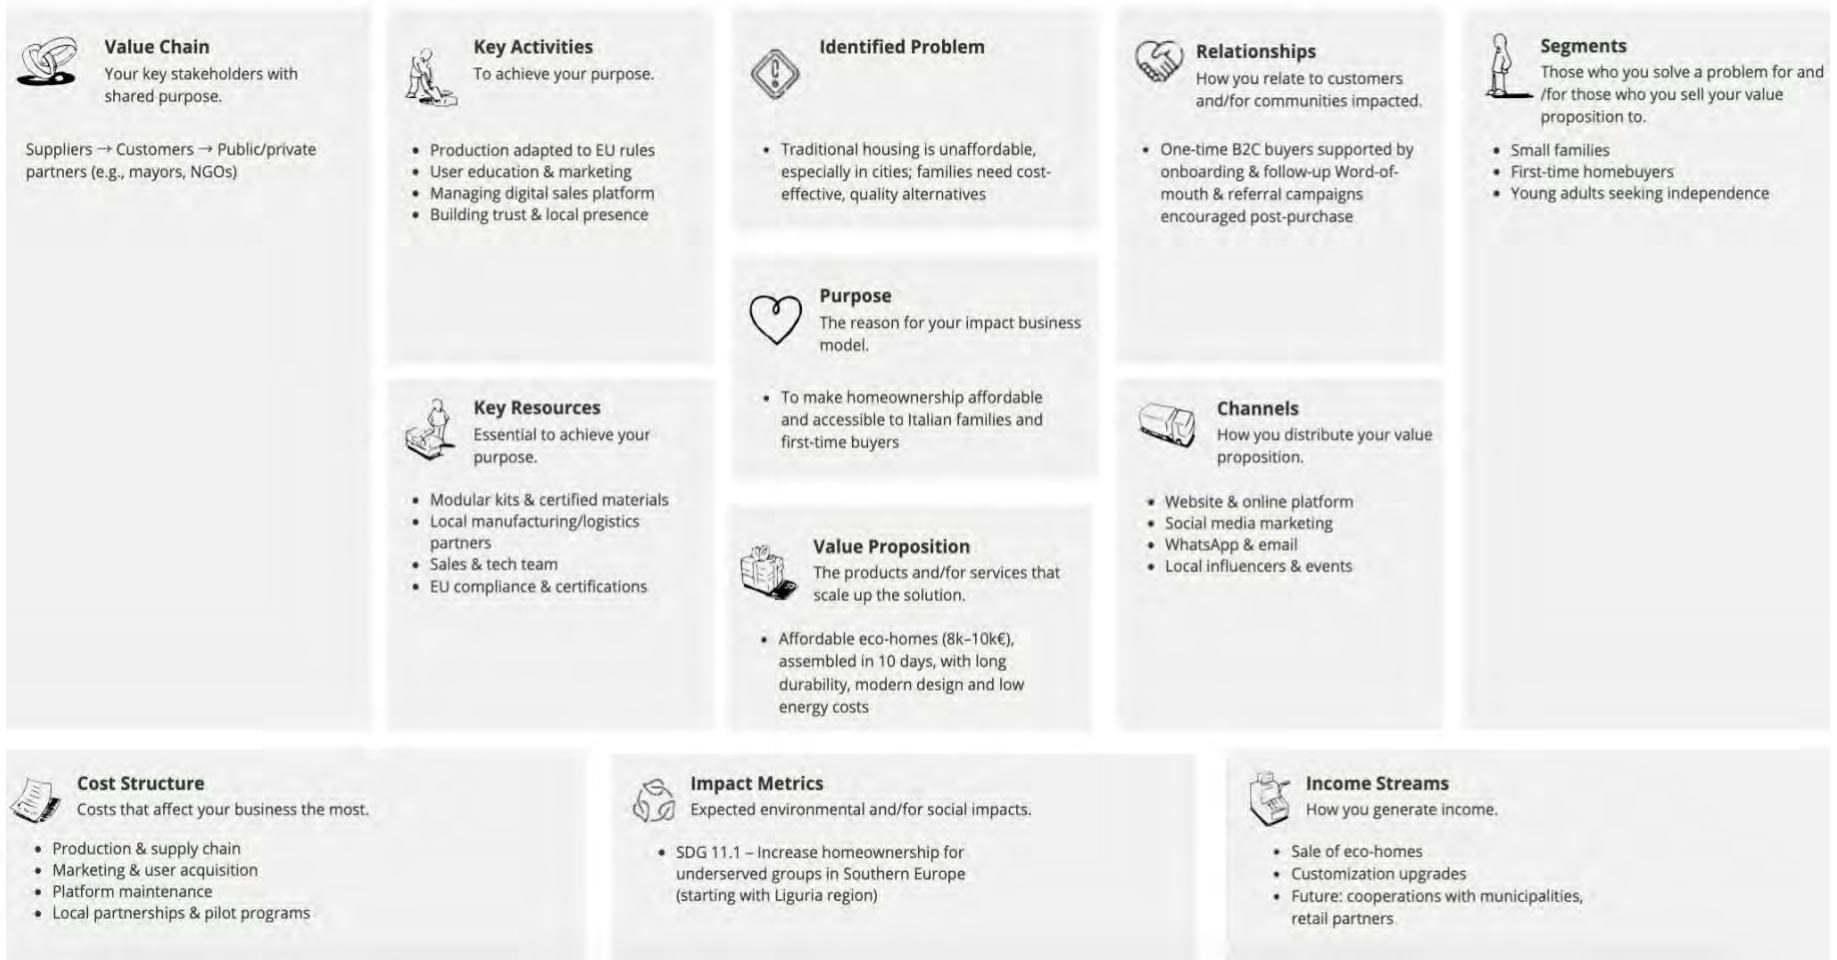 Value Chain
Your key stakeholders with
shared purpose.
Suppliers → Customers → Public/private
partners (e.g., mayors, NGOs)
Key Activities
To achieve your purpose.
• Production adapted to EU rules
• User education & marketing
• Managing digital sales platform
• Building trust & local presence
Key Resources
Essential to achieve your
purpose.
• Modular kits & certified materials
• Local manufacturing/logistics
partners
• Sales & tech team
• EU compliance & certifications
Identified Problem
• Traditional housing is unaffordable,
especially in cities; families need cost-
effective, quality alternatives
Purpose
The reason for your impact business
model.
• To make homeownership affordable
and accessible to Italian families and
first-time buyers
Value Proposition
The products and/for services that
scale up the solution.
• Affordable eco-homes (8k–10k€),
assembled in 10 days, with long
durability, modern design and low
energy costs
Relationships
How you relate to customers
and/for communities impacted.
• One-time B2C buyers supported by
onboarding & follow-up Word-of-
mouth & referral campaigns
encouraged post-purchase
Channels
How you distribute your value
proposition.
• Website & online platform
• Social media marketing
• WhatsApp & email
• Local influencers & events
Segments
Those who you solve a problem for and
/for those who you sell your value
proposition to.
• Small families
• First-time homebuyers
• Young adults seeking independence
Cost Structure
Costs that affect your business the most.
• Production & supply chain
• Marketing & user acquisition
• Platform maintenance
• Local partnerships & pilot programs
Impact Metrics
Expected environmental and/for social impacts.
• SDG 11.1 – Increase homeownership for
underserved groups in Southern Europe
(starting with Liguria region)
Income Streams
How you generate income.
• Sale of eco-homes
• Customization upgrades
• Future: cooperations with municipalities,
retail partners